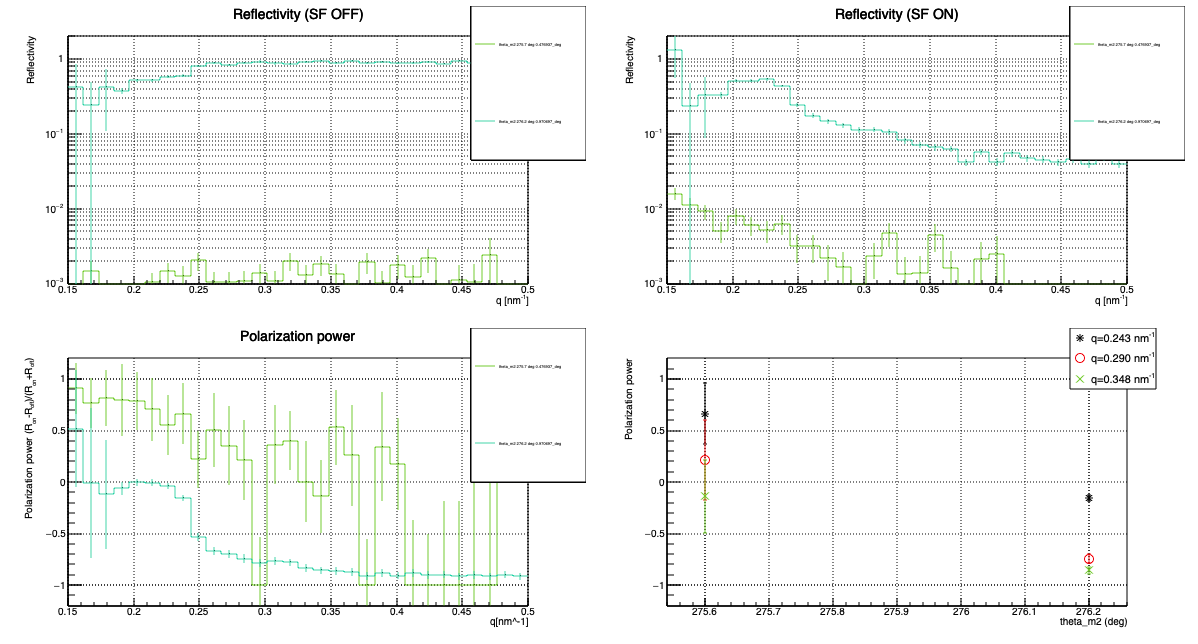 Reflectivity (SF OFF)
Reflectivity
1
10⁻¹
10⁻²
10⁻³
0.15 0.2 0.25 0.3 0.35 0.4 0.45 0.5
q [nm⁻¹]
Reflectivity (SF ON)
Reflectivity
1
10⁻¹
10⁻²
10⁻³
0.15 0.2 0.25 0.3 0.35 0.4 0.45 0.5
q [nm⁻¹]
Polarization power
Polarization power (R_on-R_off)/(R_on+R_off)
1
0.5
0
−0.5
−1
0.15 0.2 0.25 0.3 0.35 0.4 0.45 0.5
q[nm^-1]
Polarization power
1
0.5
0
−0.5
−1
q=0.243 nm⁻¹
q=0.290 nm⁻¹
q=0.348 nm⁻¹
275.6 275.7 275.8 275.9 276 276.1 276.2
theta_m2 (deg)